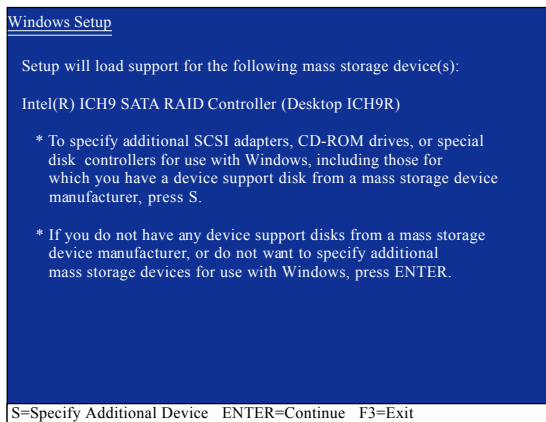 Windows Setup
Setup will load support for the following mass storage device(s):
Intel(R) ICH9 SATA RAID Controller (Desktop ICH9R)
* To specify additional SCSI adapters, CD-ROM drives, or special
disk controllers for use with Windows, including those for
which you have a device support disk from a mass storage device
manufacturer, press S.
* If you do not have any device support disks from a mass storage
device manufacturer, or do not want to specify additional
mass storage devices for use with Windows, press ENTER.
S=Specify Additional Device ENTER=Continue F3=Exit